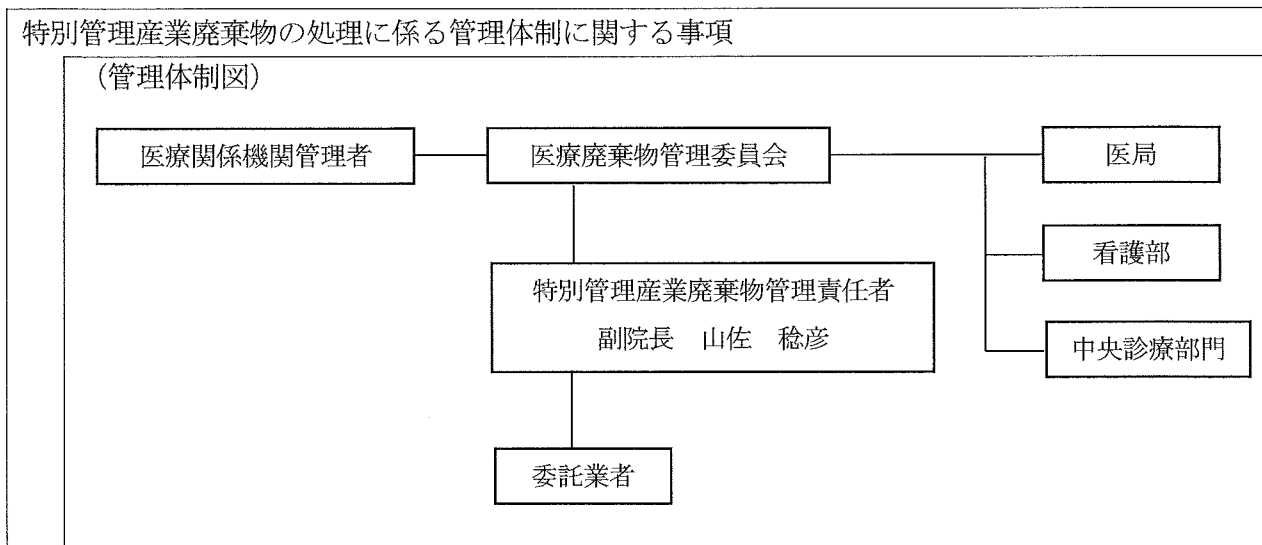 特別管理産業廃棄物の処理に係る管理体制に関する事項
(管理体制図)
医療関係機関管理者
医療廃棄物管理委員会
医局
看護部
特別管理産業廃棄物管理責任者
副院長　山佐　稔彦
中央診療部門
委託業者